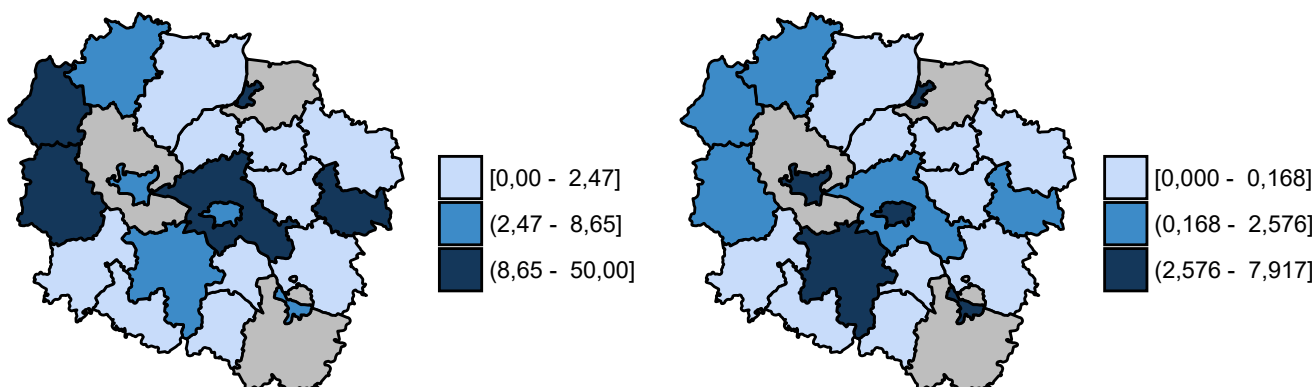 [0,00 - 2,47]
(2,47 - 8,65]
(8,65 - 50,00]
[0,000 - 0,168]
(0,168 - 2,576]
(2,576 - 7,917]